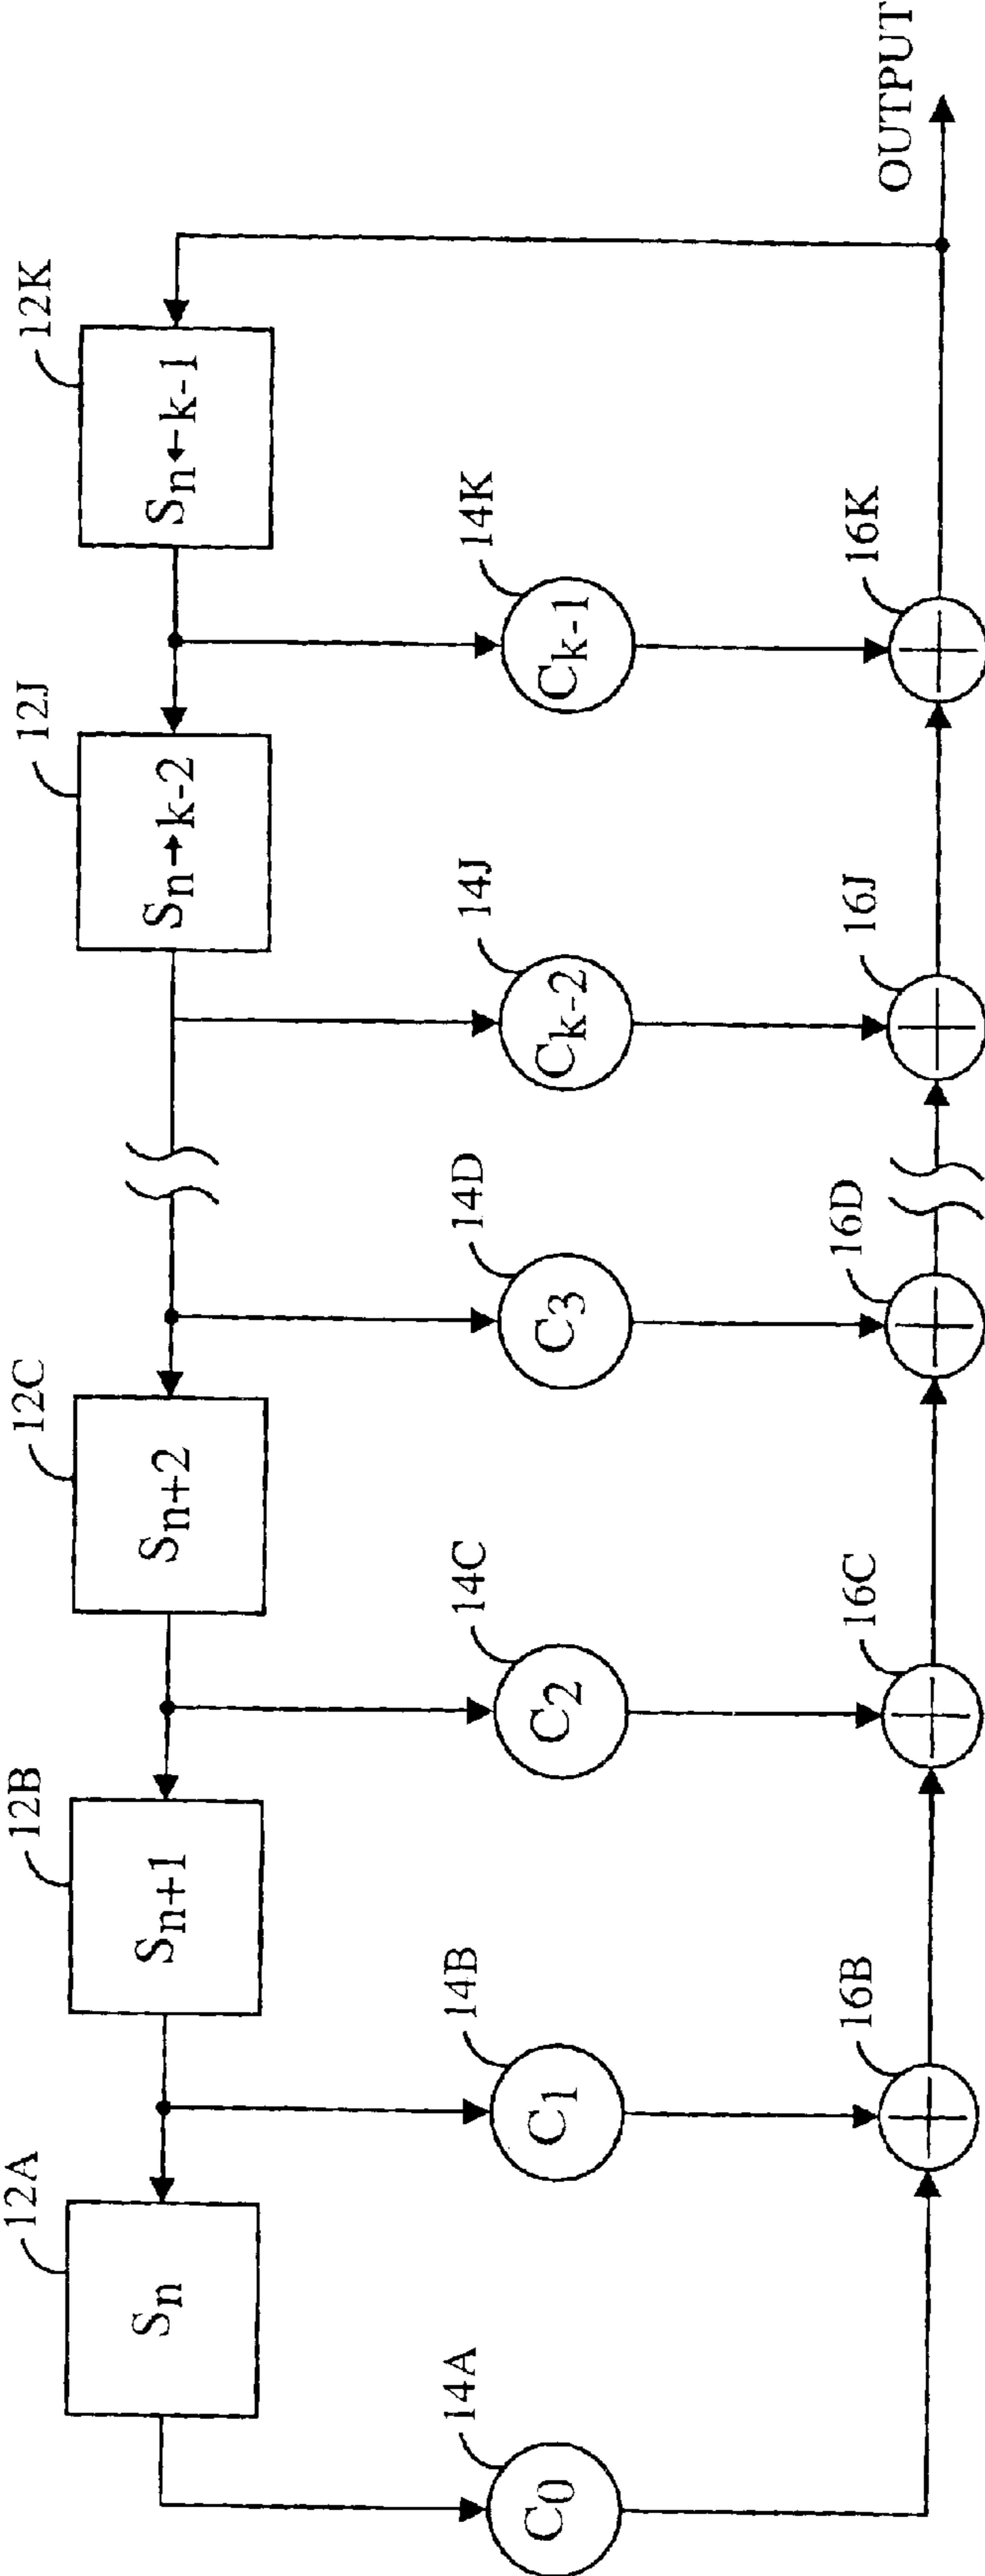 12A
12B
12C
12J
12K
Sn
Sn+1
Sn+2
Sn→k-2
Sn←k-1
14A
14B
14C
14D
14J
14K
C0
C1
C2
C3
Ck-2
Ck-1
16B
16C
16D
16J
16K
OUTPUT